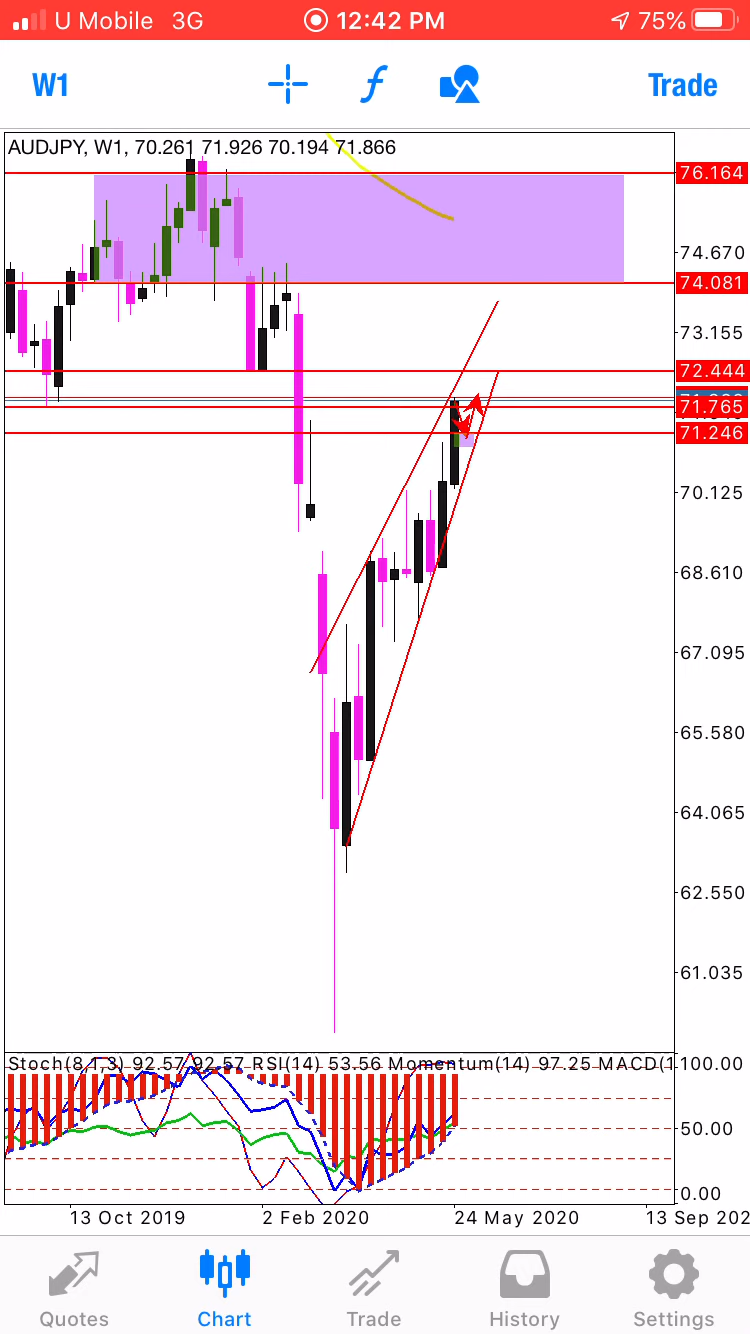 U Mobile 3G 12:42 PM 75%
W1 f Trade
AUDJPY, W1, 70.261 71.926 70.194 71.866
76.164
74.670
74.081
73.155
72.444
71.765
71.246
70.125
68.610
67.095
65.580
64.065
62.550
61.035
Stoch(8,1,3) 92.57 92.57 RSI(14) 53.56 Momentum(14) 97.25 MACD(1
100.00
50.00
0.00
13 Oct 2019 2 Feb 2020 24 May 2020 13 Sep 202
Quotes Chart Trade History Settings